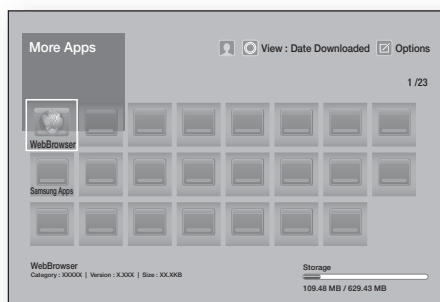 More Apps
View : Date Downloaded Options
1 /23
WebBrowser
Samsung Apps
WebBrowser
Category : XXXXX | Version : X.XXX | Size : XX.XKB
Storage
109.48 MB / 629.43 MB